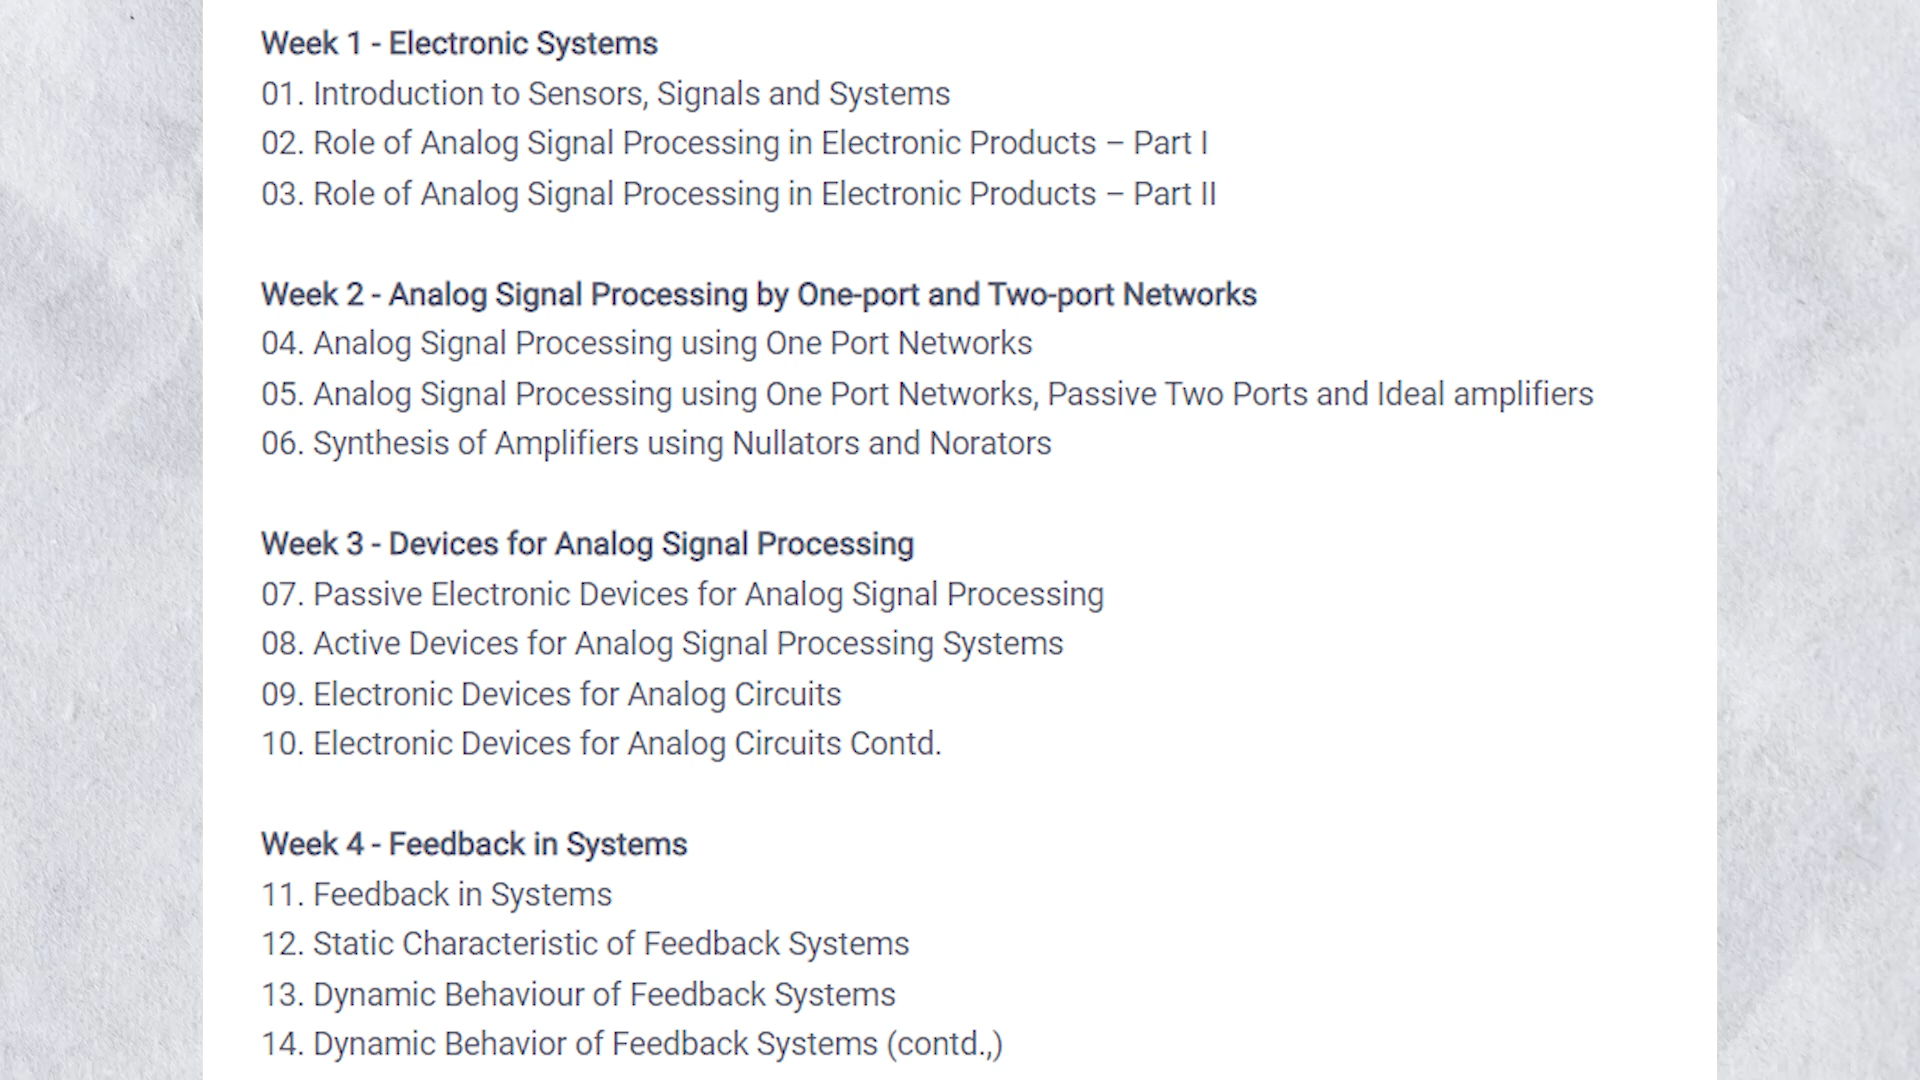 Week 1 - Electronic Systems
01. Introduction to Sensors, Signals and Systems
02. Role of Analog Signal Processing in Electronic Products – Part I
03. Role of Analog Signal Processing in Electronic Products – Part II
Week 2 - Analog Signal Processing by One-port and Two-port Networks
04. Analog Signal Processing using One Port Networks
05. Analog Signal Processing using One Port Networks, Passive Two Ports and Ideal amplifiers
06. Synthesis of Amplifiers using Nullators and Norators
Week 3 - Devices for Analog Signal Processing
07. Passive Electronic Devices for Analog Signal Processing
08. Active Devices for Analog Signal Processing Systems
09. Electronic Devices for Analog Circuits
10. Electronic Devices for Analog Circuits Contd.
Week 4 - Feedback in Systems
11. Feedback in Systems
12. Static Characteristic of Feedback Systems
13. Dynamic Behaviour of Feedback Systems
14. Dynamic Behavior of Feedback Systems (contd.,)